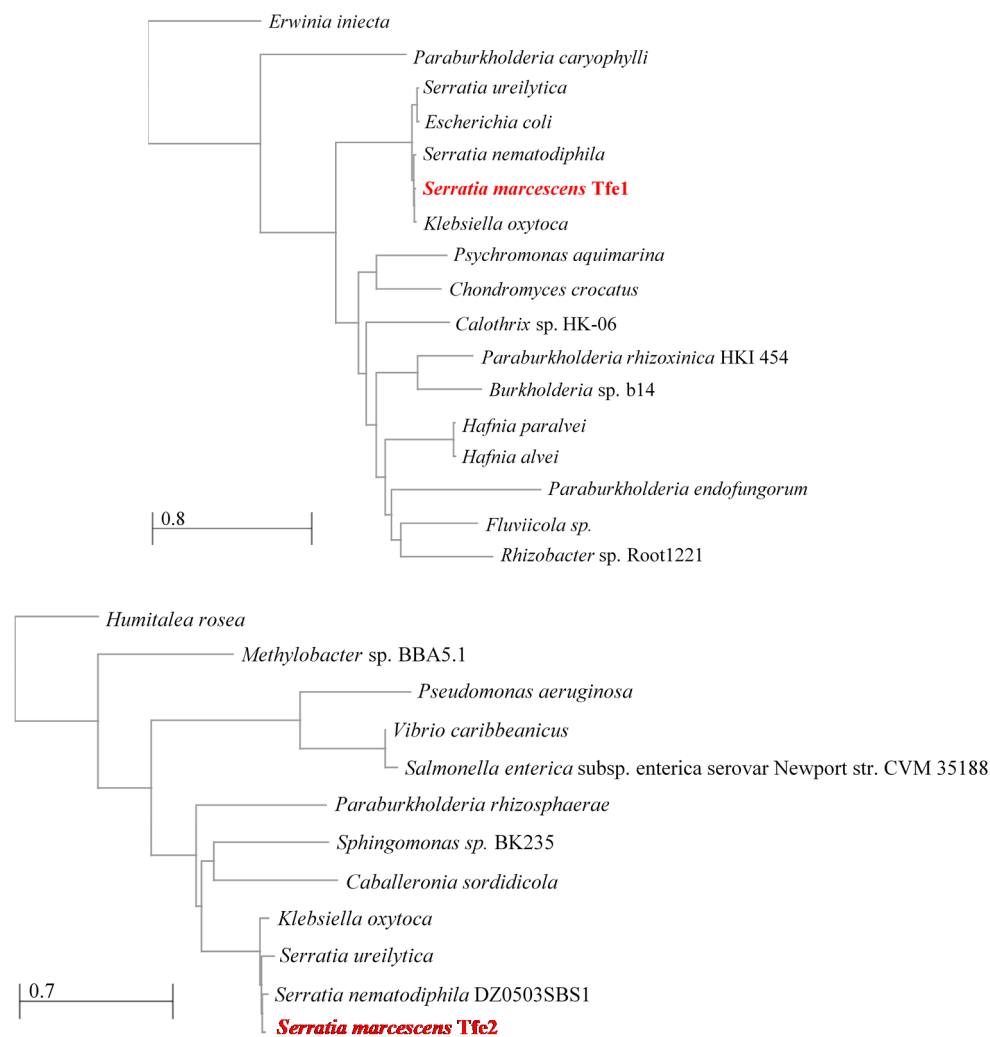 Erwinia iniecta
Paraburkholderia caryophylli
Serratia ureilytica
Escherichia coli
Serratia nematodiphila
Serratia marcescens Tfe1
Klebsiella oxytoca
Psychromonas aquimarina
Chondromyces crocatus
Calothrix sp. HK-06
Paraburkholderia rhizoxinica HKI 454
Burkholderia sp. b14
Hafnia paralvei
Hafnia alvei
Paraburkholderia endofungorum
Fluviicola sp.
Rhizobacter sp. Root1221
0.8
Humitalea rosea
Methylobacter sp. BBA5.1
Pseudomonas aeruginosa
Vibrio caribbeanicus
Salmonella enterica subsp. enterica serovar Newport str. CVM 35188
Paraburkholderia rhizosphaerae
Sphingomonas sp. BK235
Caballeronia sordidicola
Klebsiella oxytoca
Serratia ureilytica
Serratia nematodiphila DZ0503SBS1
Serratia marcescens Tfe2
0.7